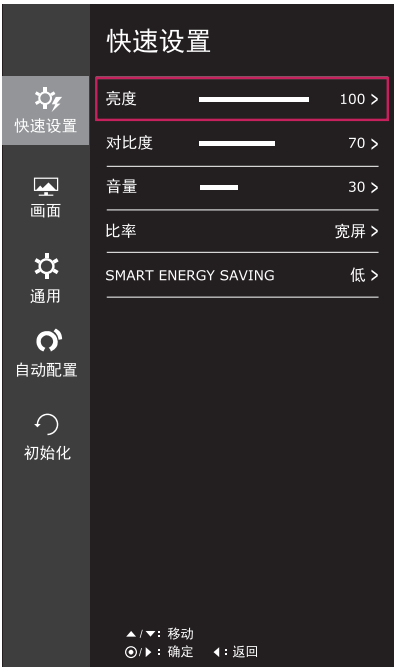 快速设置
快速设置
画面
通用
自动配置
初始化
亮度 100 >
对比度 70 >
音量 30 >
比率 宽屏 >
SMART ENERGY SAVING 低 >
▲/▼: 移动
⦿/▶: 确定 ◀: 返回